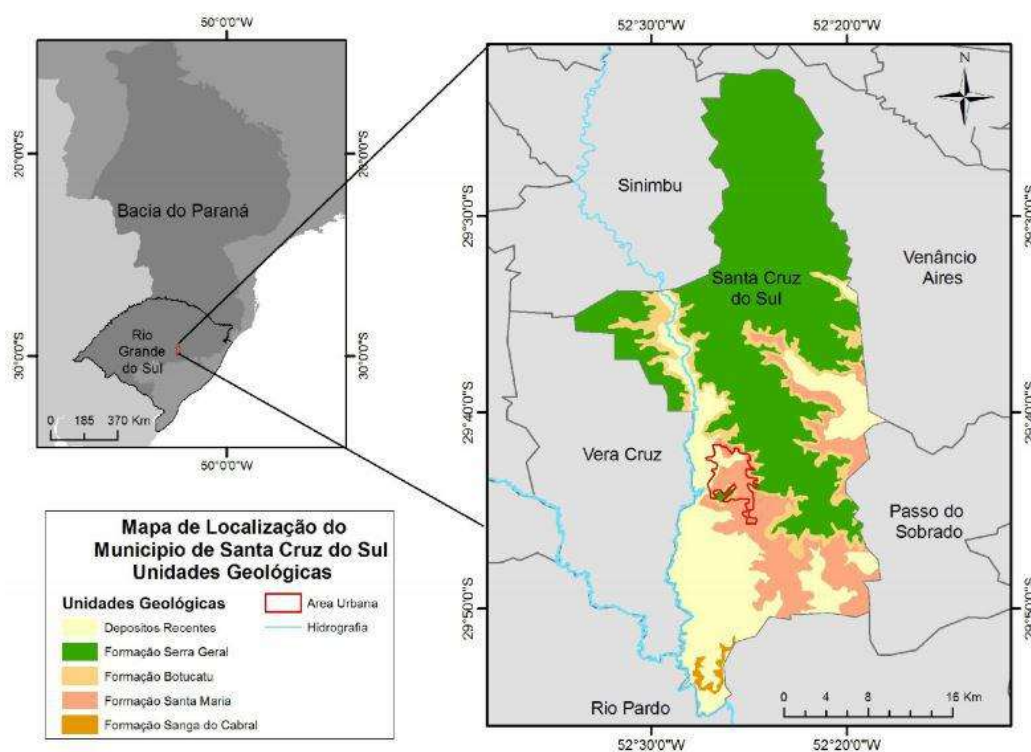 50°0'0"W
20°0'0"S
20°0'0"S
Bacia do Paraná
Rio
Grande
do Sul
30°0'0"S
30°0'0"S
0 185 370 Km
50°0'0"W
Mapa de Localização do
Municipio de Santa Cruz do Sul
Unidades Geológicas
Unidades Geológicas
Depositos Recentes
Formação Serra Geral
Formação Botucatu
Formação Santa Maria
Formação Sanga do Cabral
Area Urbana
Hidrografia
52°30'0"W
52°20'0"W
N
Sinimbu
29°30'0"S
29°30'0"S
Venâncio
Aires
Santa Cruz
do Sul
29°40'0"S
29°40'0"S
Vera Cruz
Passo do
Sobrado
29°50'0"S
29°50'0"S
Rio Pardo
0 4 8 16 Km
52°30'0"W
52°20'0"W